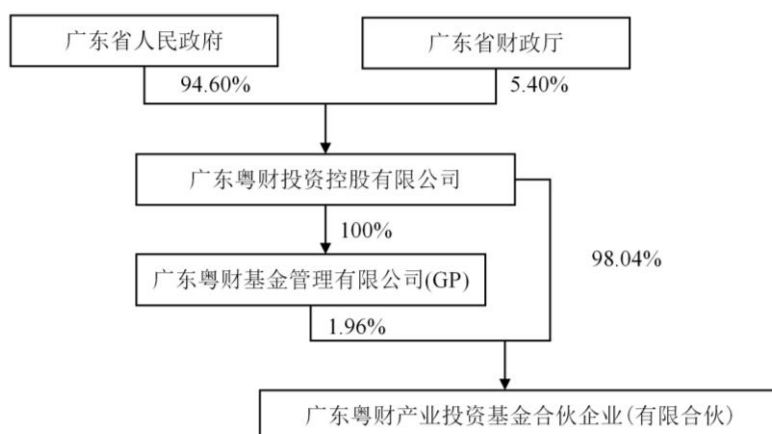 广东省人民政府
广东省财政厅
94.60%
5.40%
广东粤财投资控股有限公司
100%
98.04%
广东粤财基金管理有限公司(GP)
1.96%
广东粤财产业投资基金合伙企业(有限合伙)